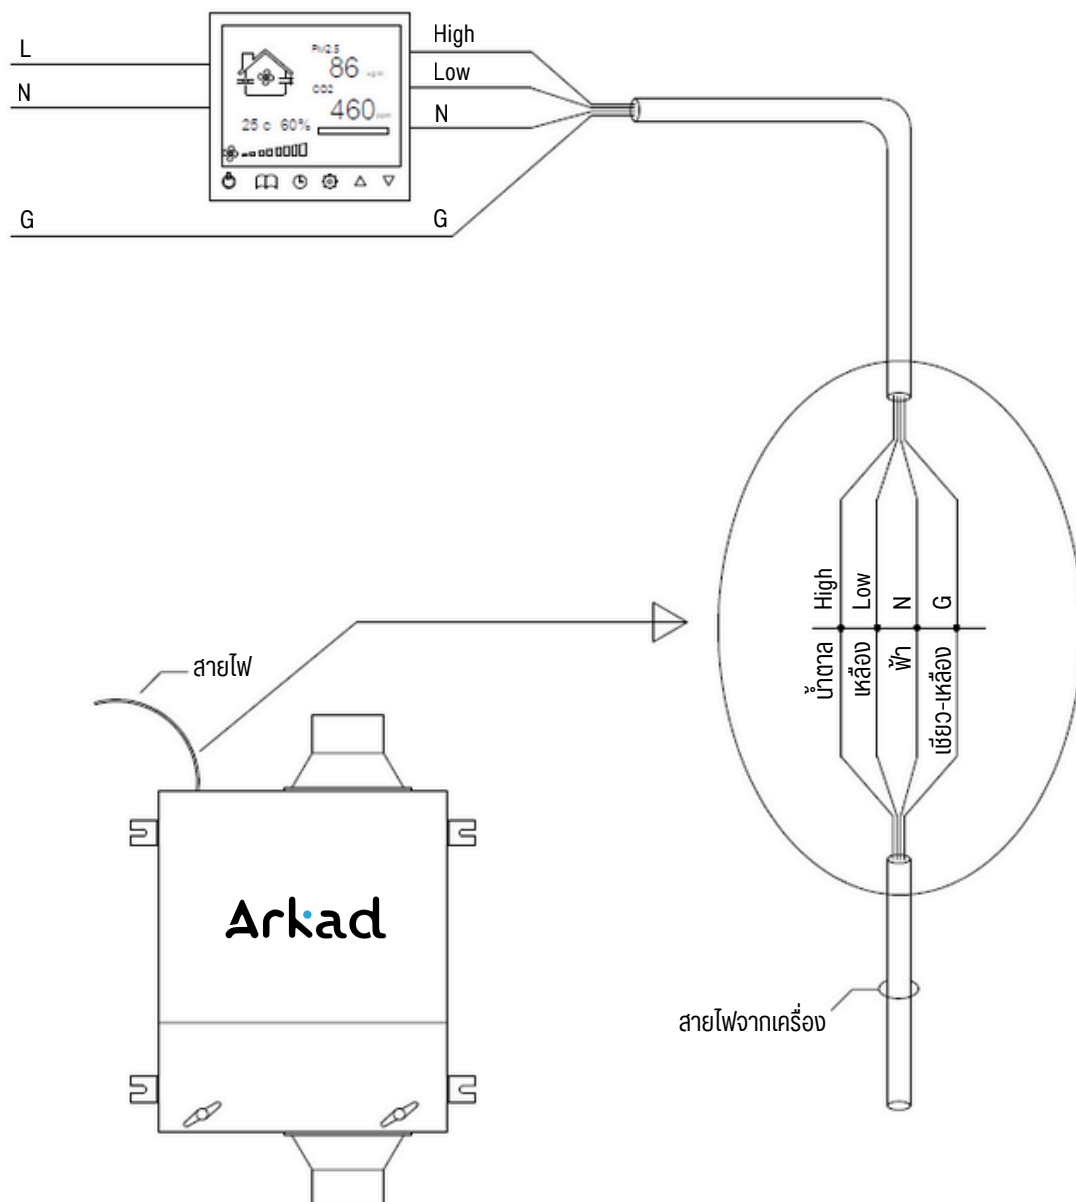 L
N
G
PM2.5
86
CO2
460
25 c 60%
High
Low
N
G
High
Low
N
G
น้ำตาล
เหลือง
ฟ้า
เขียว-เหลือง
สายไฟ
Arkad
สายไฟจากเครื่อง